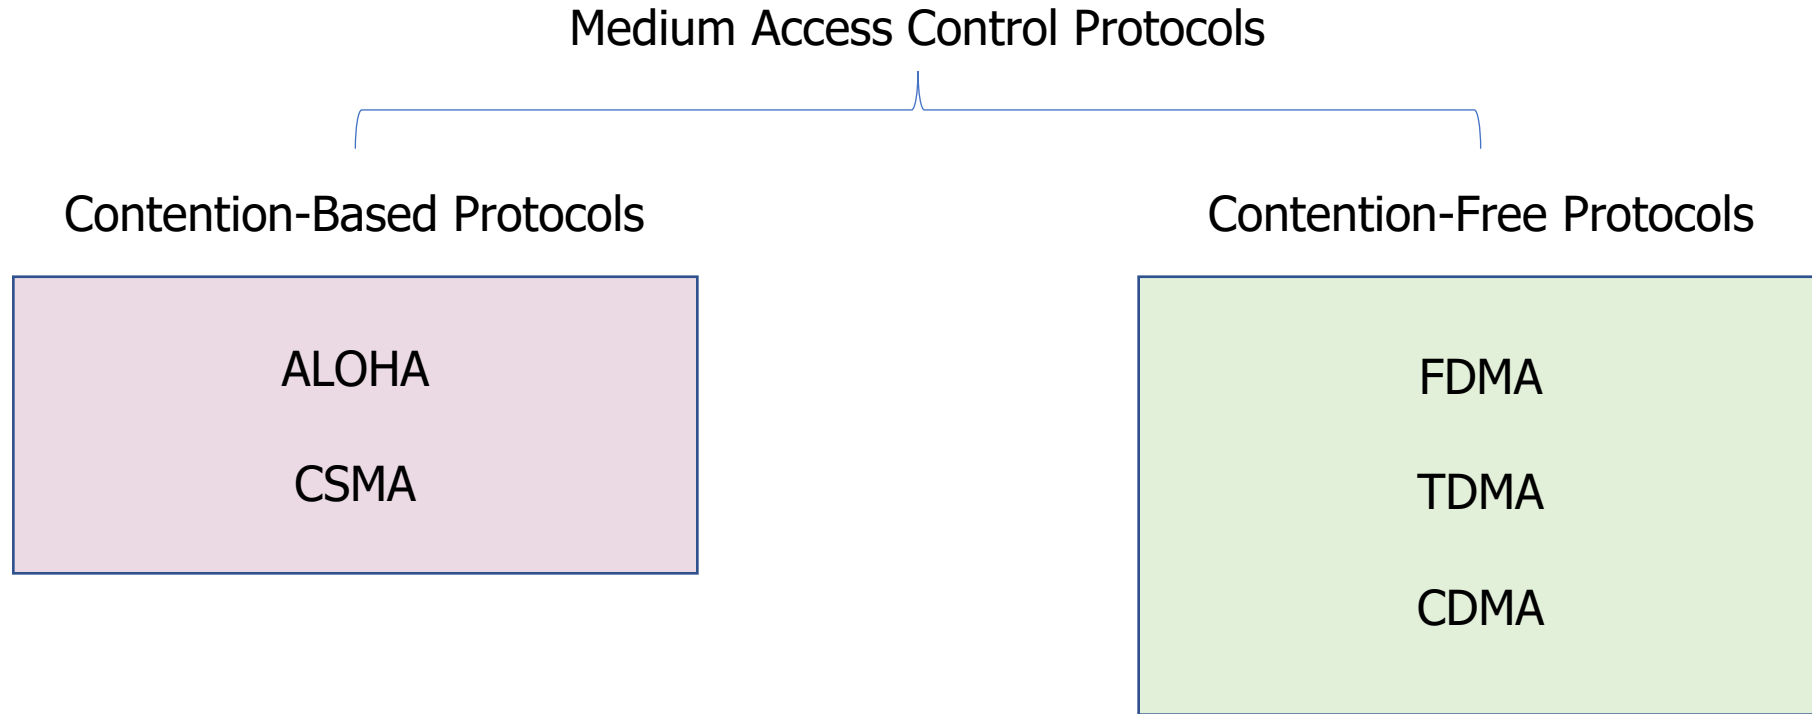 Medium Access Control Protocols
Contention-Based Protocols
ALOHA
CSMA
Contention-Free Protocols
FDMA
TDMA
CDMA